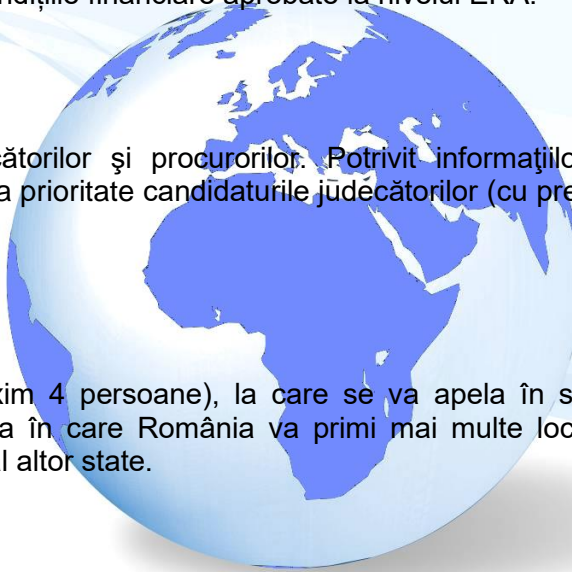 ndițiile financiare aprobate la nivelul ERA.
cătorilor şi procurorilor. Potrivit informaţiilo
a prioritate candidaturile judecătorilor (cu pre
xim 4 persoane), la care se va apela în s
a în care România va primi mai multe loc
l altor state.